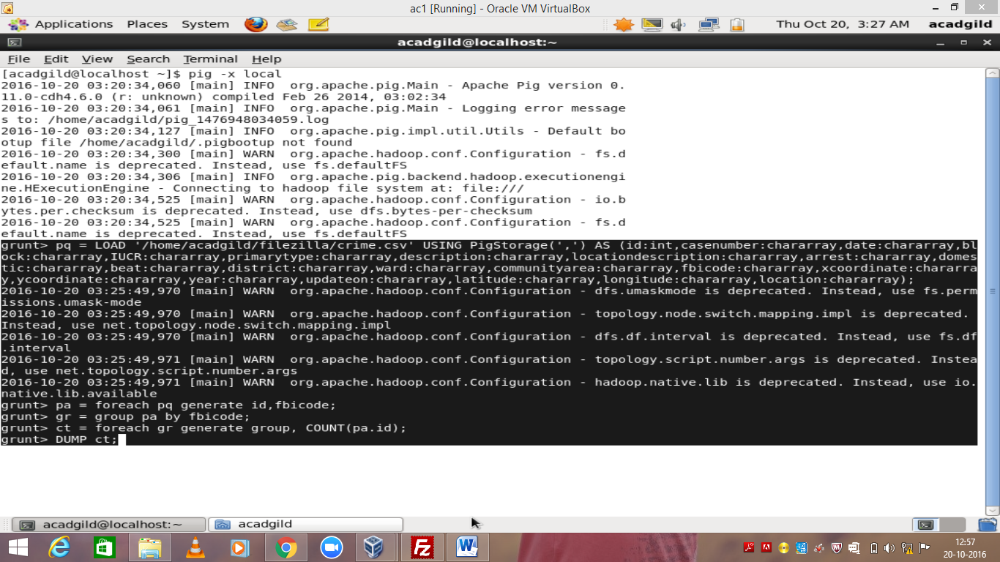 ac1 [Running] - Oracle VM VirtualBox
Applications Places System Thu Oct 20, 3:27 AM acadgild
acadgild@localhost:~
File Edit View Search Terminal Help
[acadgild@localhost ~]$ pig -x local
2016-10-20 03:20:34,060 [main] INFO  org.apache.pig.Main - Apache Pig version 0.
11.0-cdh4.6.0 (r: unknown) compiled Feb 26 2014, 03:02:34
2016-10-20 03:20:34,061 [main] INFO  org.apache.pig.Main - Logging error message
s to: /home/acadgild/pig_1476948034059.log
2016-10-20 03:20:34,127 [main] INFO  org.apache.pig.impl.util.Utils - Default bo
otup file /home/acadgild/.pigbootup not found
2016-10-20 03:20:34,300 [main] WARN  org.apache.hadoop.conf.Configuration - fs.d
efault.name is deprecated. Instead, use fs.defaultFS
2016-10-20 03:20:34,306 [main] INFO  org.apache.pig.backend.hadoop.executionengi
ne.HExecutionEngine - Connecting to hadoop file system at: file:///
2016-10-20 03:20:34,525 [main] WARN  org.apache.hadoop.conf.Configuration - io.b
ytes.per.checksum is deprecated. Instead, use dfs.bytes-per-checksum
2016-10-20 03:20:34,525 [main] WARN  org.apache.hadoop.conf.Configuration - fs.d
efault.name is deprecated. Instead, use fs.defaultFS
grunt> pq = LOAD '/home/acadgild/filezilla/crime.csv' USING PigStorage(',') AS (id:int,casenumber:chararray,date:chararray,bl
ock:chararray,IUCR:chararray,primarytype:chararray,description:chararray,locationdescription:chararray,arrest:chararray,domes
tic:chararray,beat:chararray,district:chararray,ward:chararray,communityarea:chararray,fbicode:chararray,xcoordinate:chararra
y,ycoordinate:chararray,year:chararray,updateon:chararray,latitude:chararray,longitude:chararray,location:chararray);
2016-10-20 03:25:49,970 [main] WARN  org.apache.hadoop.conf.Configuration - dfs.umaskmode is deprecated. Instead, use fs.perm
issions.umask-mode
2016-10-20 03:25:49,970 [main] WARN  org.apache.hadoop.conf.Configuration - topology.node.switch.mapping.impl is deprecated.
Instead, use net.topology.node.switch.mapping.impl
2016-10-20 03:25:49,970 [main] WARN  org.apache.hadoop.conf.Configuration - dfs.df.interval is deprecated. Instead, use fs.df
.interval
2016-10-20 03:25:49,971 [main] WARN  org.apache.hadoop.conf.Configuration - topology.script.number.args is deprecated. Instea
d, use net.topology.script.number.args
2016-10-20 03:25:49,971 [main] WARN  org.apache.hadoop.conf.Configuration - hadoop.native.lib is deprecated. Instead, use io.
native.lib.available
grunt> pa = foreach pq generate id,fbicode;
grunt> gr = group pa by fbicode;
grunt> ct = foreach gr generate group, COUNT(pa.id);
grunt> DUMP ct;
acadgild@localhost:~ acadgild
12:57
20-10-2016